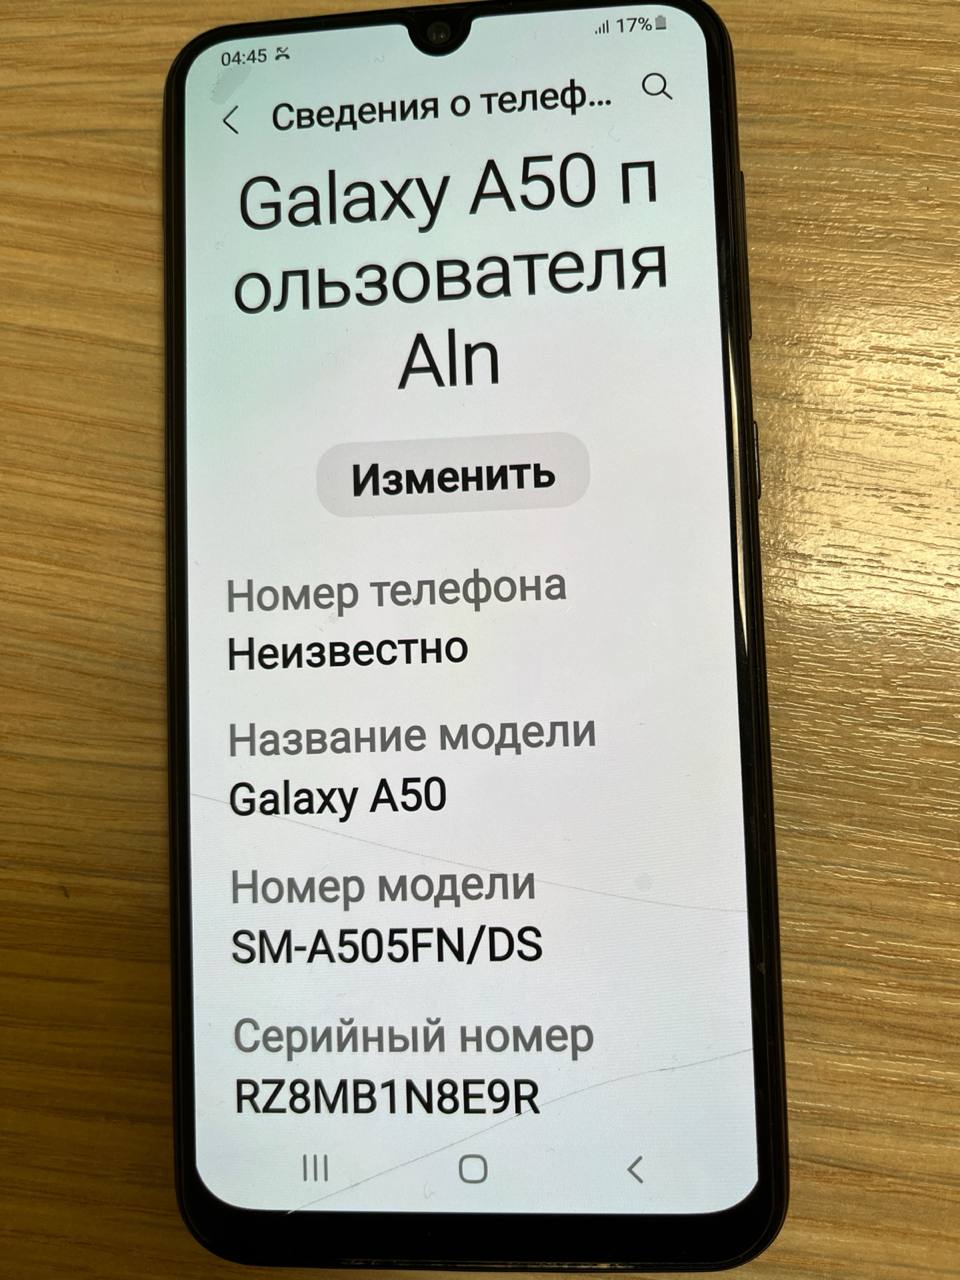 04:45 17%
Сведения о телеф...
Galaxy A50 п
ользователя
Aln
Изменить
Номер телефона
Неизвестно
Название модели
Galaxy A50
Номер модели
SM-A505FN/DS
Серийный номер
RZ8MB1N8E9R